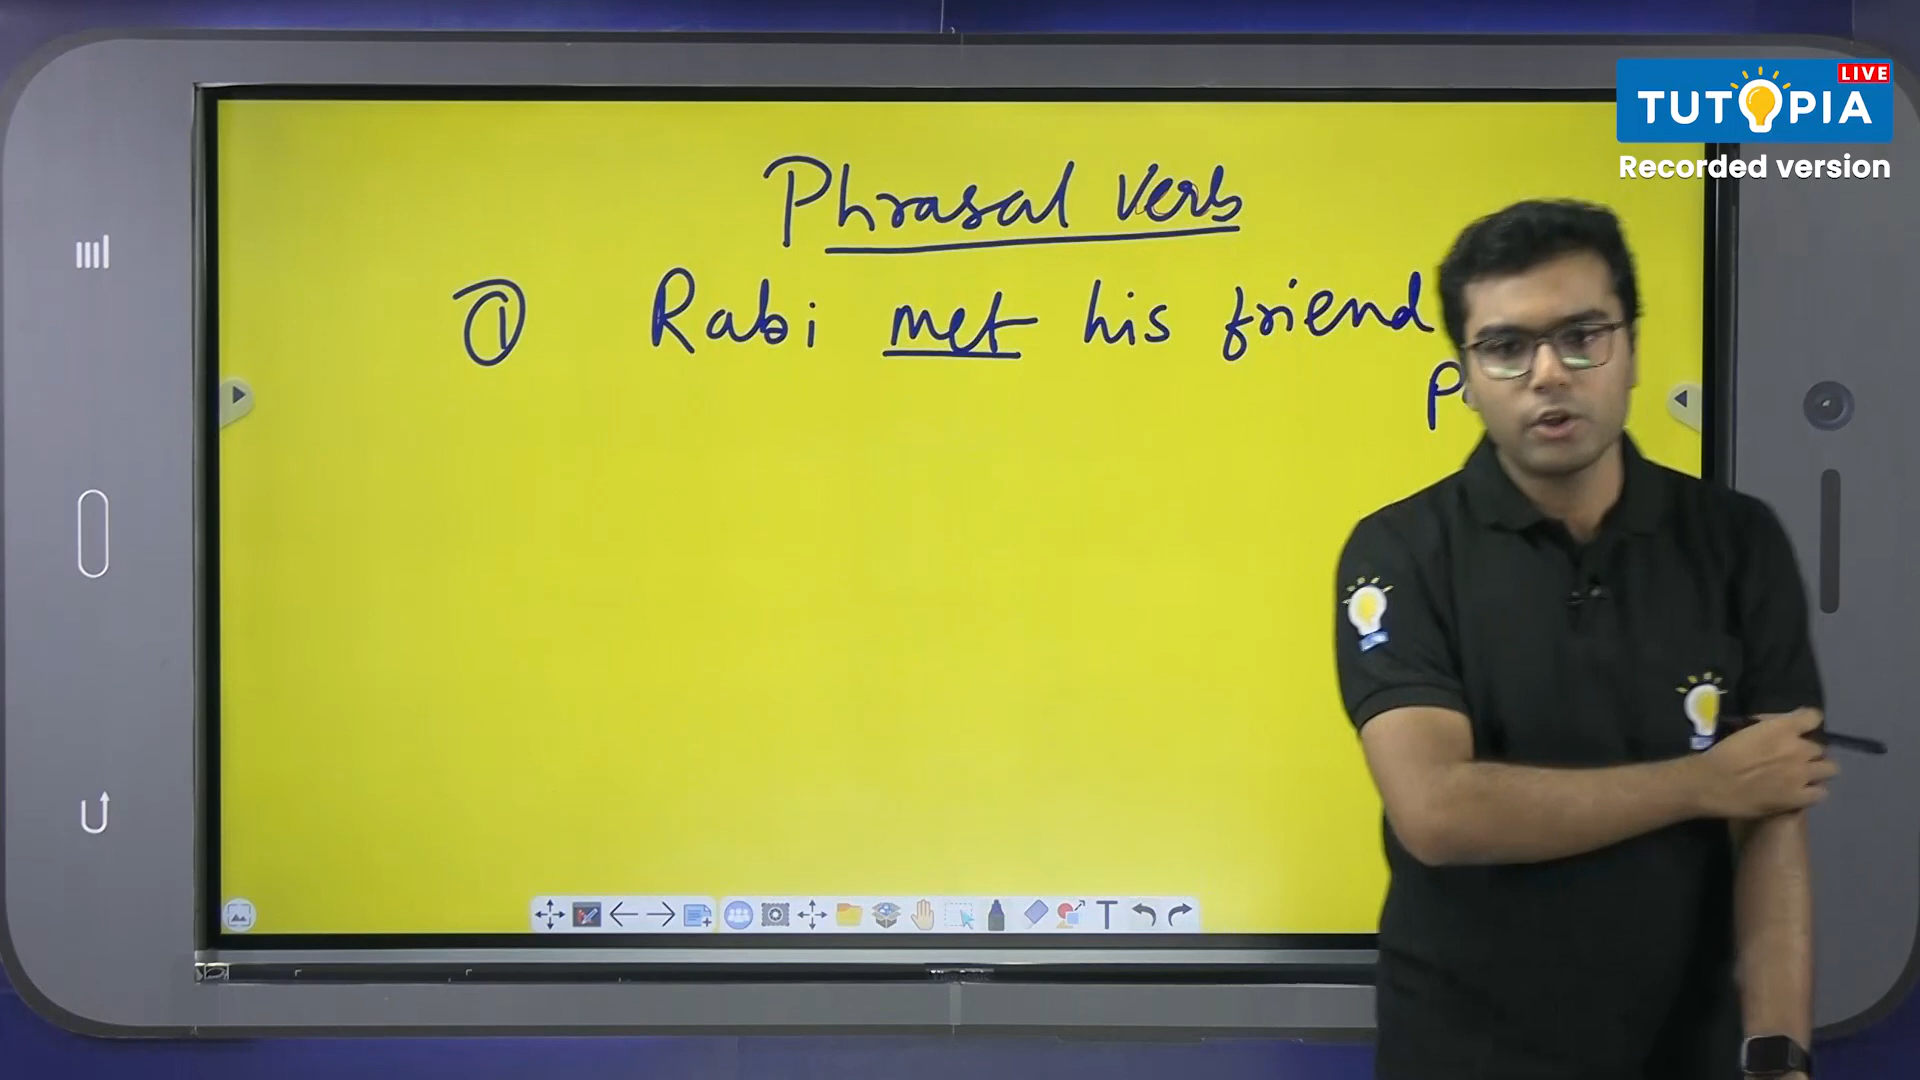 LIVE
TUTOPIA
Recorded version
Phrasal Verb
① Rabi met his friend